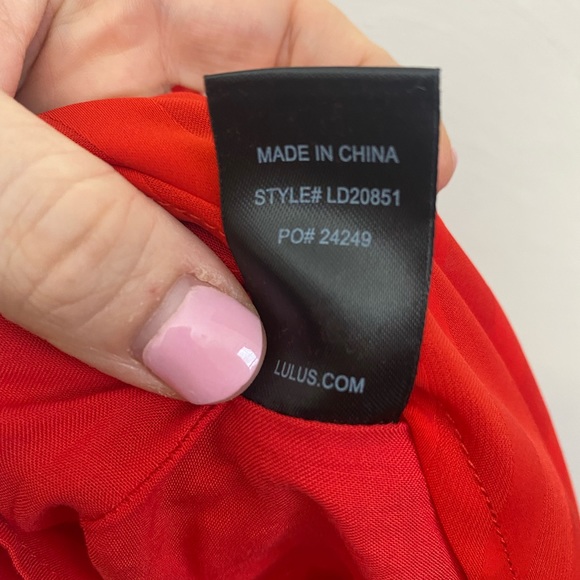 MADE IN CHINA
STYLE# LD20851
PO# 24249
LULUS.COM